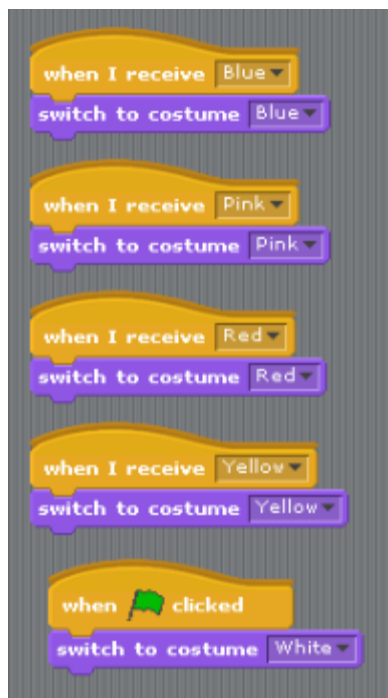 when I receive Blue
switch to costume Blue
when I receive Pink
switch to costume Pink
when I receive Red
switch to costume Red
when I receive Yellow
switch to costume Yellow
when clicked
switch to costume White